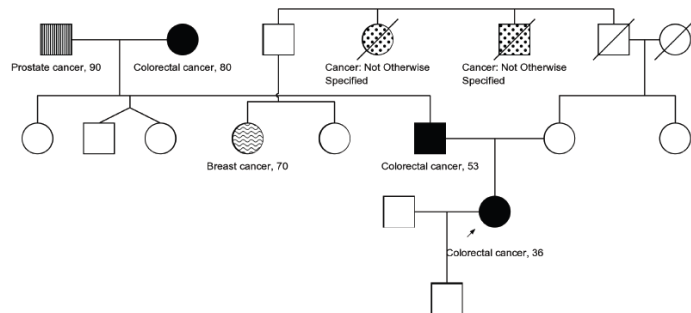 Prostate cancer, 90
Colorectal cancer, 80
Cancer: Not Otherwise
Specified
Cancer: Not Otherwise
Specified
Breast cancer, 70
Colorectal cancer, 53
Colorectal cancer, 36